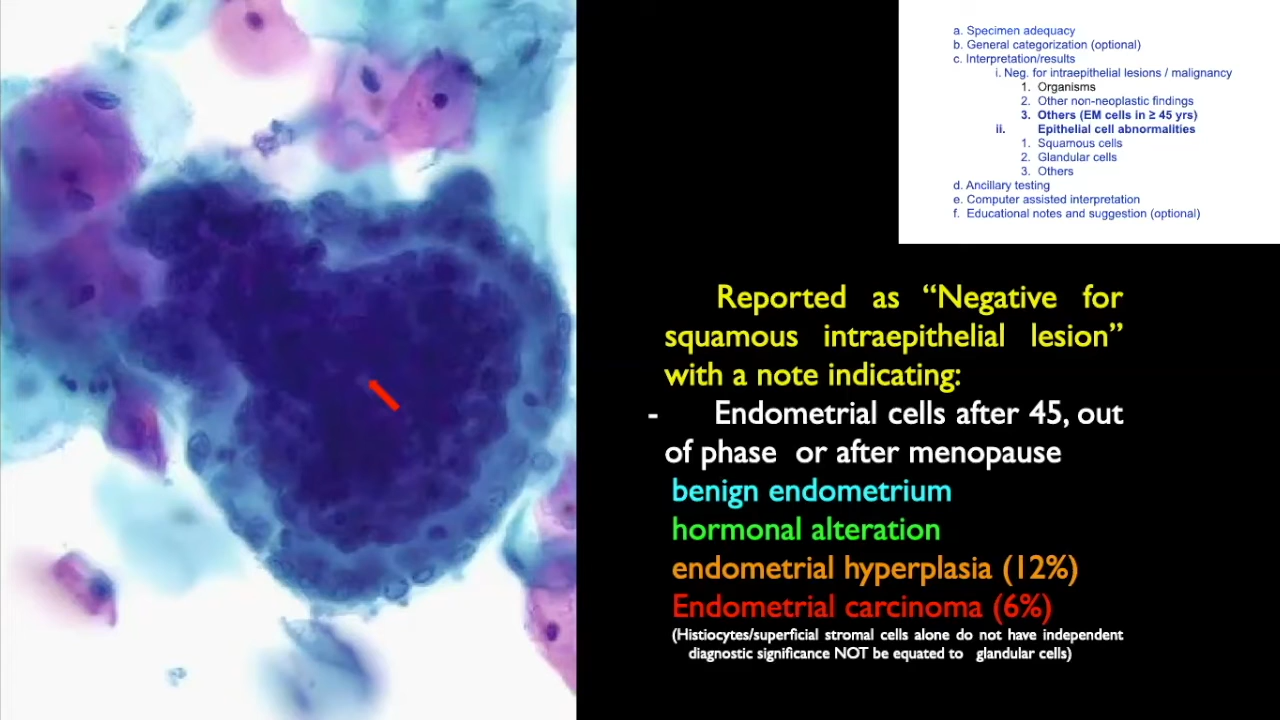 a. Specimen adequacy
b. General categorization (optional)
c. Interpretation/results
i. Neg. for intraepithelial lesions / malignancy
1. Organisms
2. Other non-neoplastic findings
3. Others (EM cells in ≥ 45 yrs)
ii. Epithelial cell abnormalities
1. Squamous cells
2. Glandular cells
3. Others
d. Ancillary testing
e. Computer assisted interpretation
f. Educational notes and suggestion (optional)
Reported as “Negative for
squamous intraepithelial lesion”
with a note indicating:
- Endometrial cells after 45, out
of phase or after menopause
benign endometrium
hormonal alteration
endometrial hyperplasia (12%)
Endometrial carcinoma (6%)
(Histiocytes/superficial stromal cells alone do not have independent
diagnostic significance NOT be equated to glandular cells)